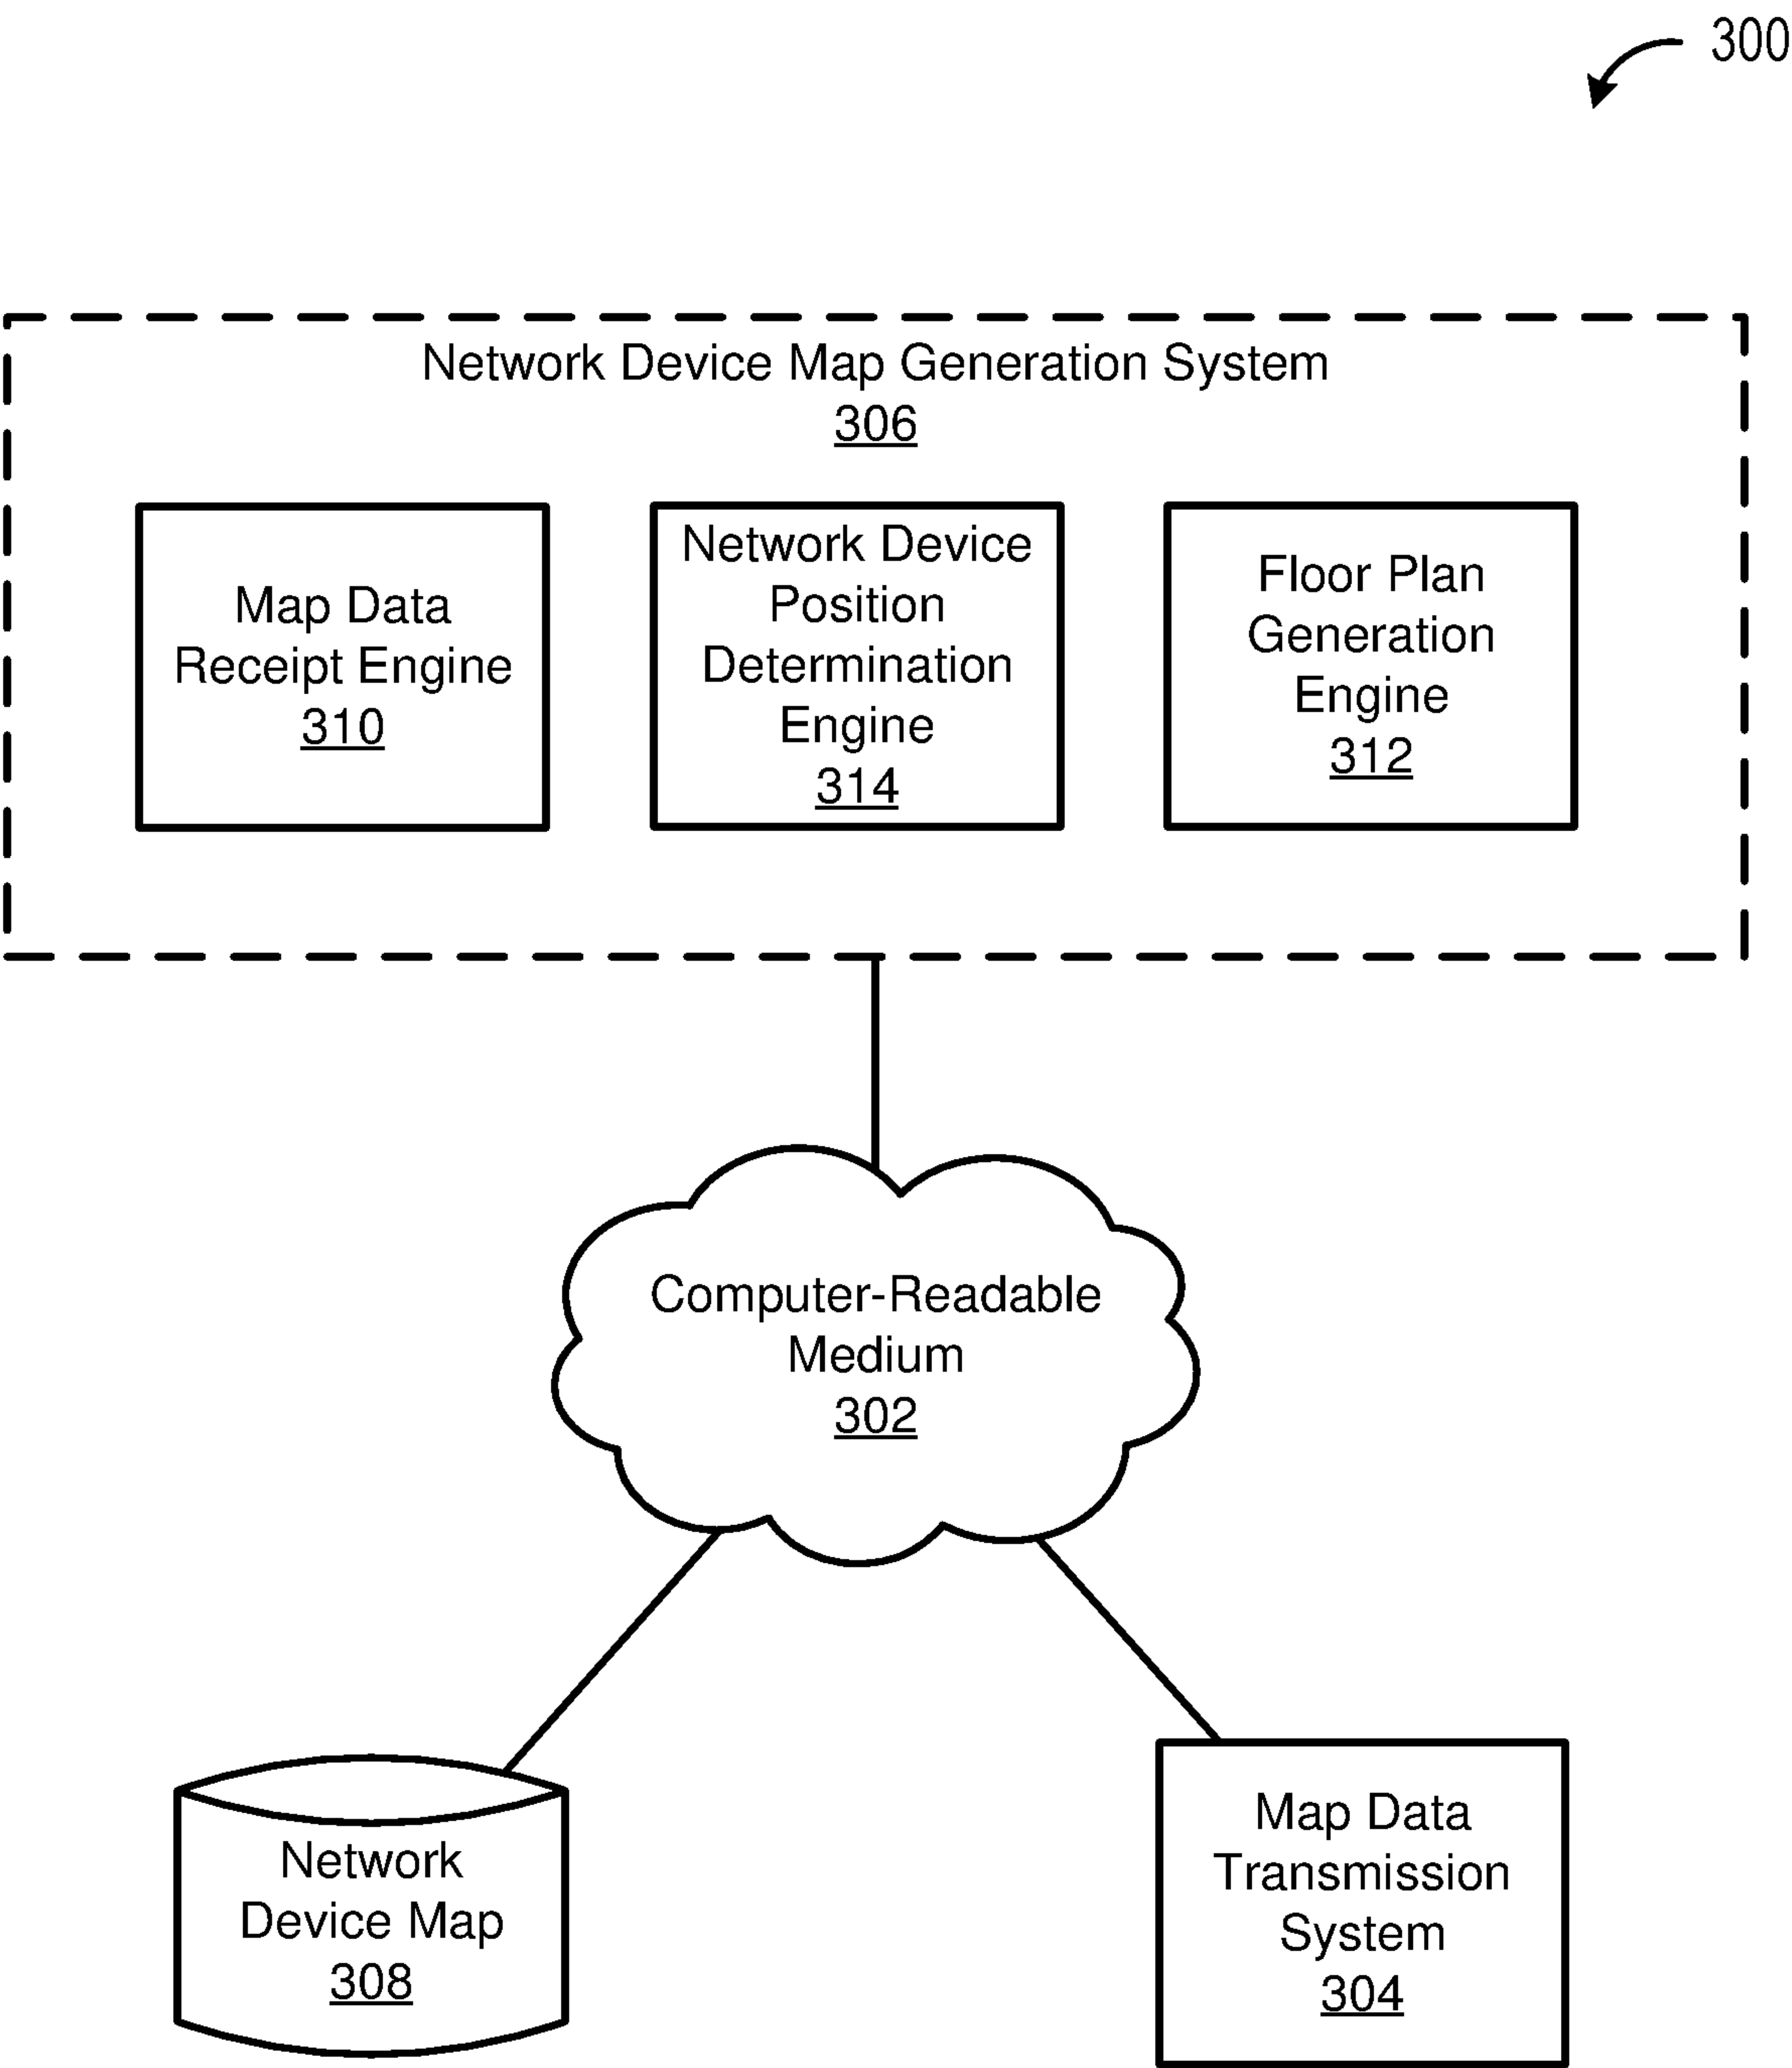 300
Network Device Map Generation System
306
Map Data
Receipt Engine
310
Network Device
Position
Determination
Engine
314
Floor Plan
Generation
Engine
312
Computer-Readable
Medium
302
Network
Device Map
308
Map Data
Transmission
System
304